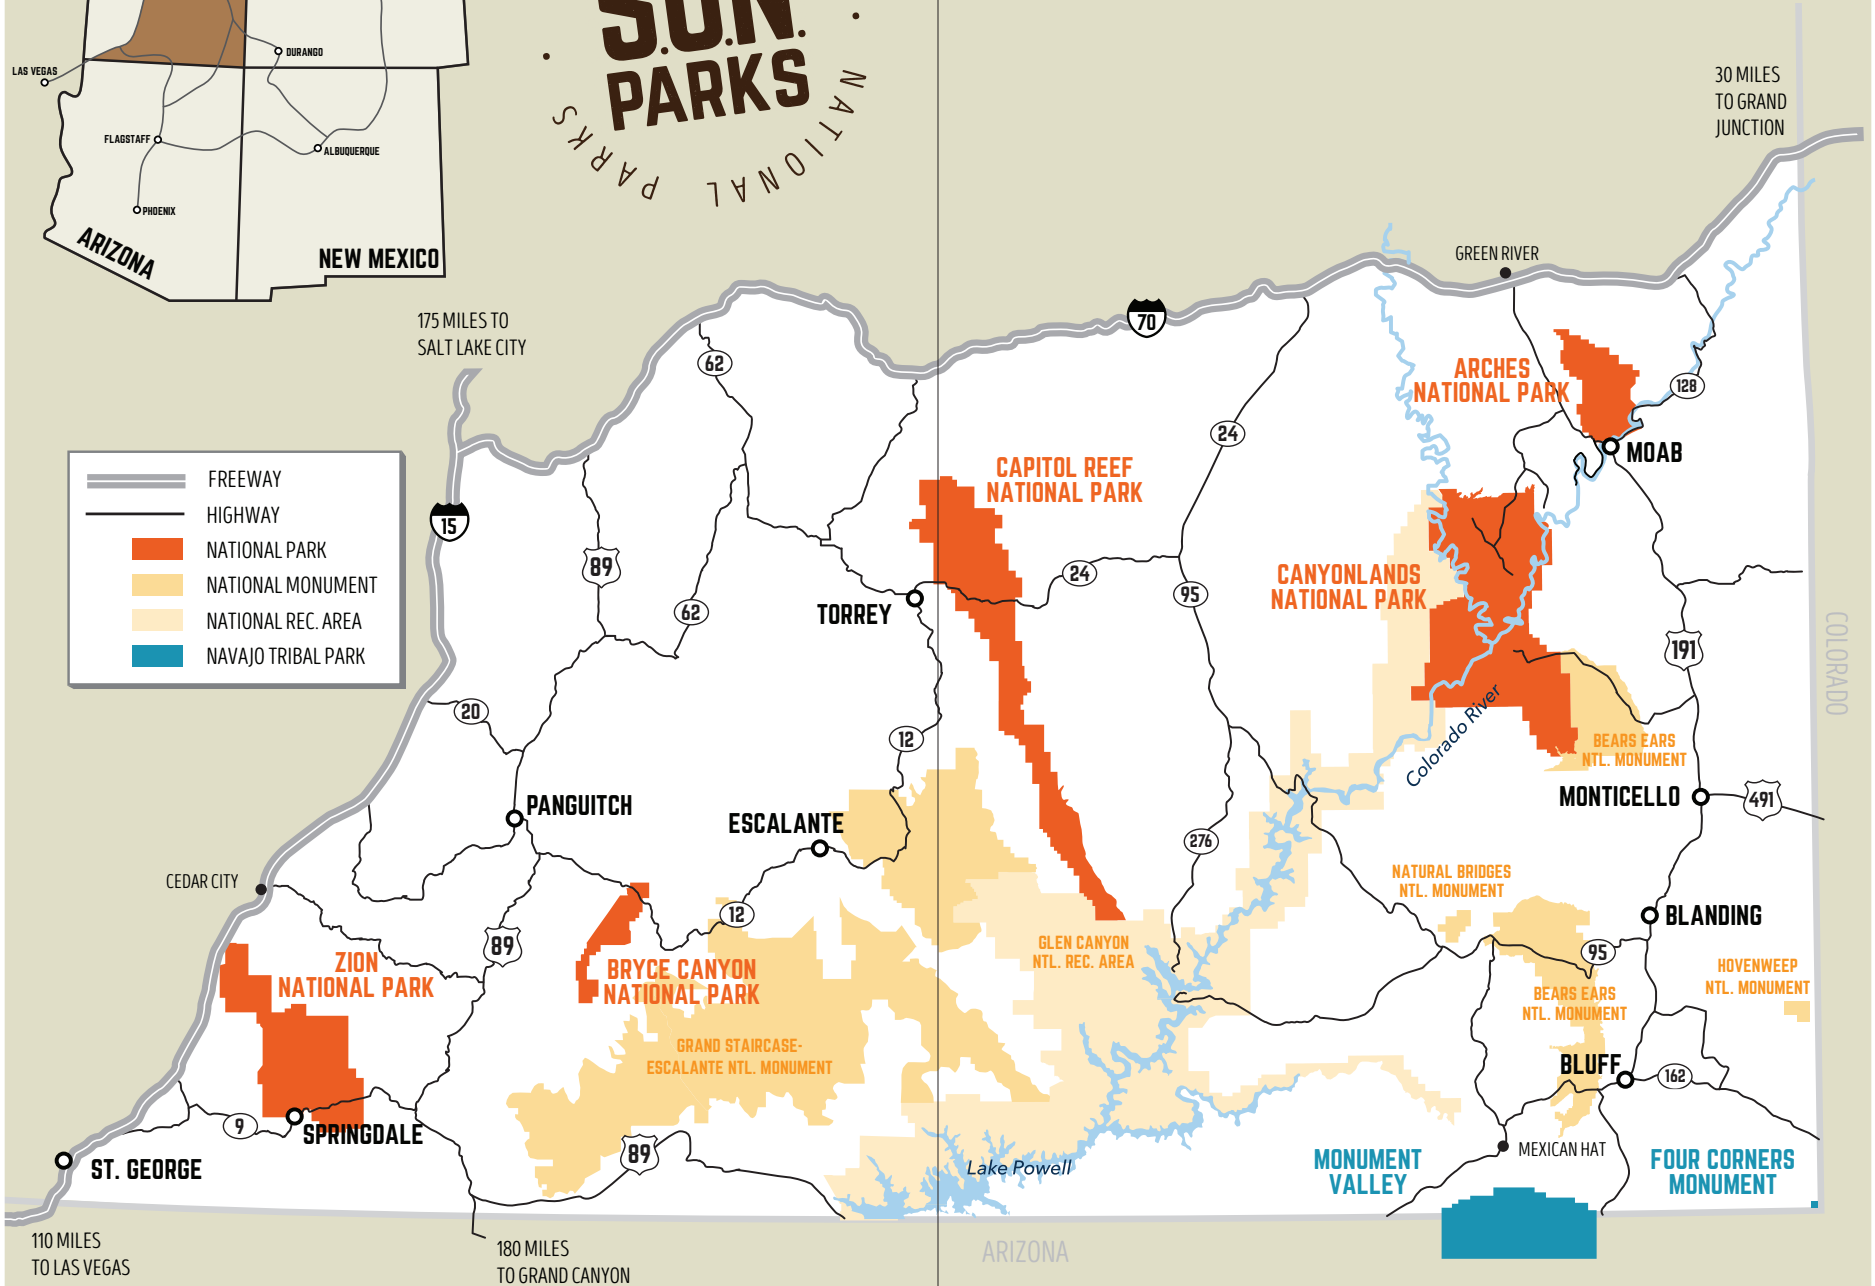 S.U.N.
PARKS
NATIONAL PARKS
LAS VEGAS
DURANGO
FLAGSTAFF
ALBUQUERQUE
PHOENIX
ARIZONA
NEW MEXICO
30 MILES
TO GRAND
JUNCTION
175 MILES TO
SALT LAKE CITY
GREEN RIVER
70
62
ARCHES
NATIONAL PARK
128
24
MOAB
FREEWAY
HIGHWAY
NATIONAL PARK
NATIONAL MONUMENT
NATIONAL REC. AREA
NAVAJO TRIBAL PARK
15
CAPITOL REEF
NATIONAL PARK
89
62
24
95
CANYONLANDS
NATIONAL PARK
TORREY
191
COLORADO
20
12
Colorado River
BEARS EARS
NTL. MONUMENT
PANGUITCH
ESCALANTE
MONTICELLO
491
276
CEDAR CITY
NATURAL BRIDGES
NTL. MONUMENT
12
BLANDING
89
ZION
NATIONAL PARK
BRYCE CANYON
NATIONAL PARK
GLEN CANYON
NTL. REC. AREA
95
HOVENWEEP
NTL. MONUMENT
BEARS EARS
NTL. MONUMENT
GRAND STAIRCASE-
ESCALANTE NTL. MONUMENT
BLUFF
162
9
SPRINGDALE
89
ST. GEORGE
Lake Powell
MONUMENT
VALLEY
MEXICAN HAT
FOUR CORNERS
MONUMENT
110 MILES
TO LAS VEGAS
180 MILES
TO GRAND CANYON
ARIZONA